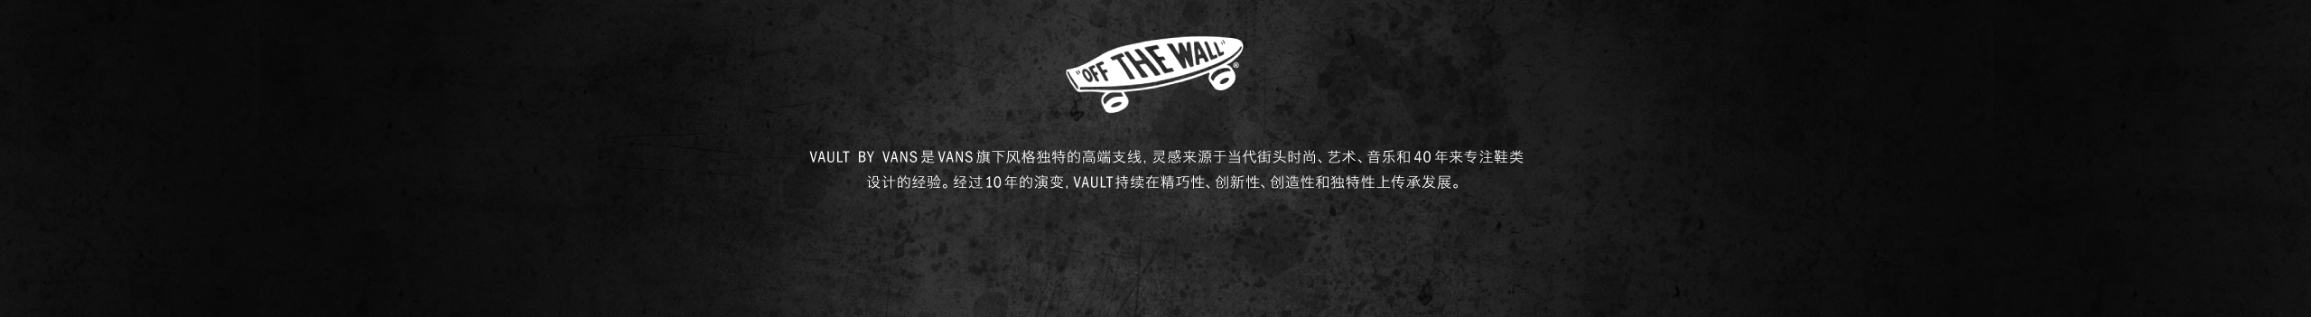 "OFF THE WALL"®
VAULT BY VANS是VANS旗下风格独特的高端支线, 灵感来源于当代街头时尚、艺术、音乐和40年来专注鞋类
设计的经验。经过10年的演变, VAULT持续在精巧性、创新性、创造性和独特性上传承发展。